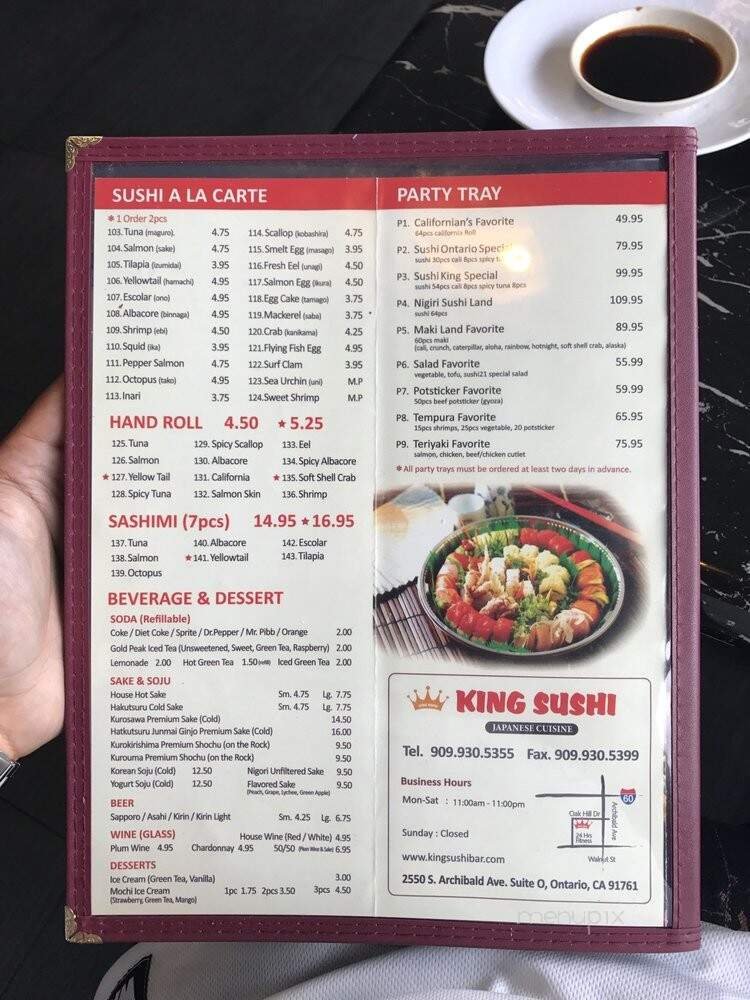 SUSHI A LA CARTE
* 1 Order 2pcs
103. Tuna (maguro). 4.75
104. Salmon (sake) 4.75
105. Tilapia (izumidai) 3.95
106. Yellowtail (hamachi) 4.95
107. Escolar (ono) 4.95
108. Albacore (binnaga) 4.95
109. Shrimp (ebi) 4.50
110. Squid (ika) 3.95
111. Pepper Salmon 4.75
112. Octopus (tako) 4.95
113. Inari 3.75
114. Scallop (kobashira) 4.75
115. Smelt Egg (masago) 3.95
116. Fresh Eel (unagi) 4.50
117. Salmon Egg (ikura) 4.50
118. Egg Cake (tamago) 3.75
119. Mackerel (saba) 3.75
120. Crab (kanikama) 4.25
121. Flying Fish Egg 4.95
122. Surf Clam 3.95
123. Sea Urchin (uni) M.P
124. Sweet Shrimp M.P
HAND ROLL 4.50 ★ 5.25
125. Tuna 129. Spicy Scallop 133. Eel
126. Salmon 130. Albacore 134. Spicy Albacore
★ 127. Yellow Tail 131. California ★ 135. Soft Shell Crab
128. Spicy Tuna 132. Salmon Skin 136. Shrimp
SASHIMI (7pcs) 14.95 ★ 16.95
137. Tuna 140. Albacore 142. Escolar
138. Salmon ★ 141. Yellowtail 143. Tilapia
139. Octopus
BEVERAGE & DESSERT
SODA (Refillable)
Coke / Diet Coke / Sprite / Dr.Pepper / Mr. Pibb / Orange 2.00
Gold Peak Iced Tea (Unsweetened, Sweet, Green Tea, Raspberry) 2.00
Lemonade 2.00 Hot Green Tea 1.50 (refill) Iced Green Tea 2.00
SAKE & SOJU
House Hot Sake Sm. 4.75 Lg. 7.75
Hakutsuru Cold Sake Sm. 4.75 Lg. 7.75
Kurosawa Premium Sake (Cold) 14.50
Hatkutsuru Junmai Ginjo Premium Sake (Cold) 16.00
Kurokirishima Premium Shochu (on the Rock) 9.50
Kurouma Premium Shochu (on the Rock) 9.50
Korean Soju (Cold) 12.50 Nigori Unfiltered Sake 9.50
Yogurt Soju (Cold) 12.50 Flavored Sake 9.50
(Peach, Grape, Lychee, Green Apple)
BEER
Sapporo / Asahi / Kirin / Kirin Light Sm. 4.25 Lg. 6.75
WINE (GLASS) House Wine (Red / White) 4.95
Plum Wine 4.95 Chardonnay 4.95 50/50 (Plum Wine & Sake) 6.95
DESSERTS
Ice Cream (Green Tea, Vanilla) 3.00
Mochi Ice Cream 1pc 1.75 2pcs 3.50 3pcs 4.50
(Strawberry, Green Tea, Mango)
PARTY TRAY
P1. Californian's Favorite 49.95
64pcs california Roll
P2. Sushi Ontario Special 79.95
sushi 30pcs cali 8pcs spicy
P3. Sushi King Special 99.95
sushi 54pcs cali 8pcs spicy tuna 8pcs
P4. Nigiri Sushi Land 109.95
sushi 64pcs
P5. Maki Land Favorite 89.95
60pcs maki
(cali, crunch, caterpillar, aloha, rainbow, hotnight, soft shell crab, alaska)
P6. Salad Favorite 55.99
vegetable, tofu, sushi21 special salad
P7. Potsticker Favorite 59.99
50pcs beef potsticker (gyoza)
P8. Tempura Favorite 65.95
15pcs shrimps, 25pcs vegetable, 20 potsticker
P9. Teriyaki Favorite 75.95
salmon, chicken, beef/chicken cutlet
* All party trays must be ordered at least two days in advance.
KING SUSHI
JAPANESE CUISINE
Tel. 909.930.5355 Fax. 909.930.5399
Business Hours
Mon-Sat : 11:00am - 11:00pm
Sunday : Closed
www.kingsushibar.com
60
Oak Hill Dr
Archibald Ave
24 Hrs
Fitness
Walnut St
2550 S. Archibald Ave. Suite O, Ontario, CA 91761
menupix